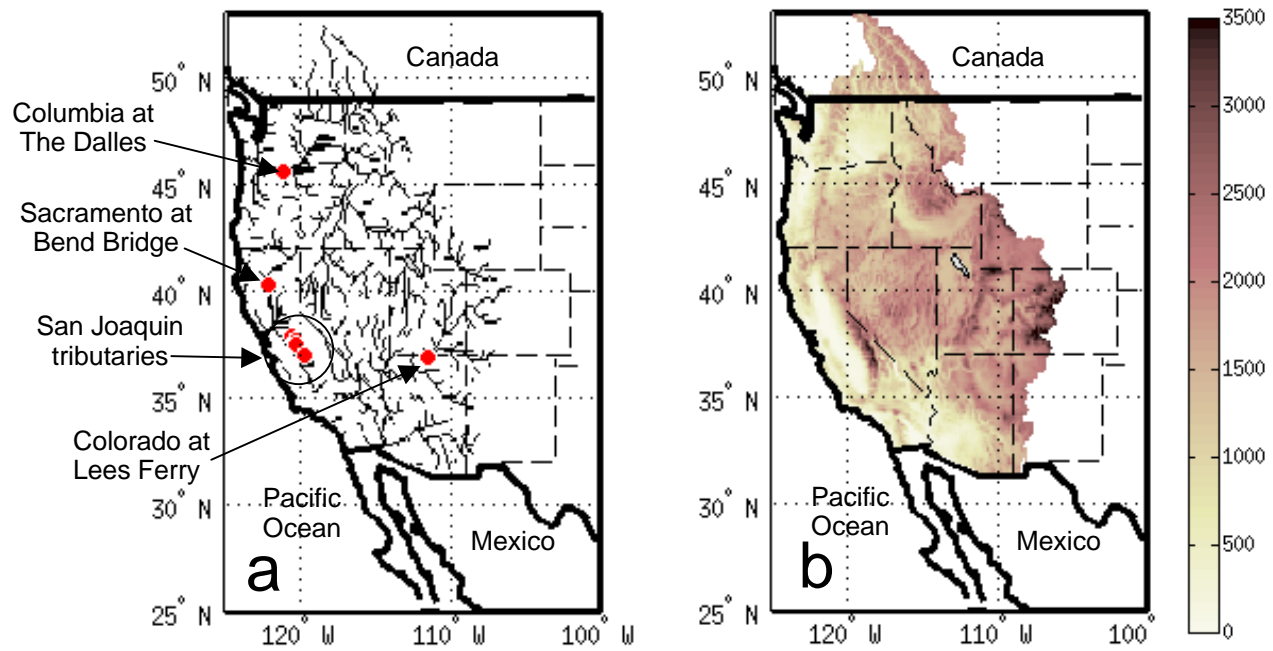 Canada
50° N
Columbia at
The Dalles
45° N
Sacramento at
Bend Bridge
40° N
San Joaquin
tributaries
35° N
Colorado at
Lees Ferry
30° N
Pacific
Ocean
Mexico
a
25° N
120° W
110° W
100° W
Canada
50° N
45° N
40° N
35° N
30° N
Pacific
Ocean
Mexico
b
25° N
120° W
110° W
100°
3500
3000
2500
2000
1500
1000
500
0